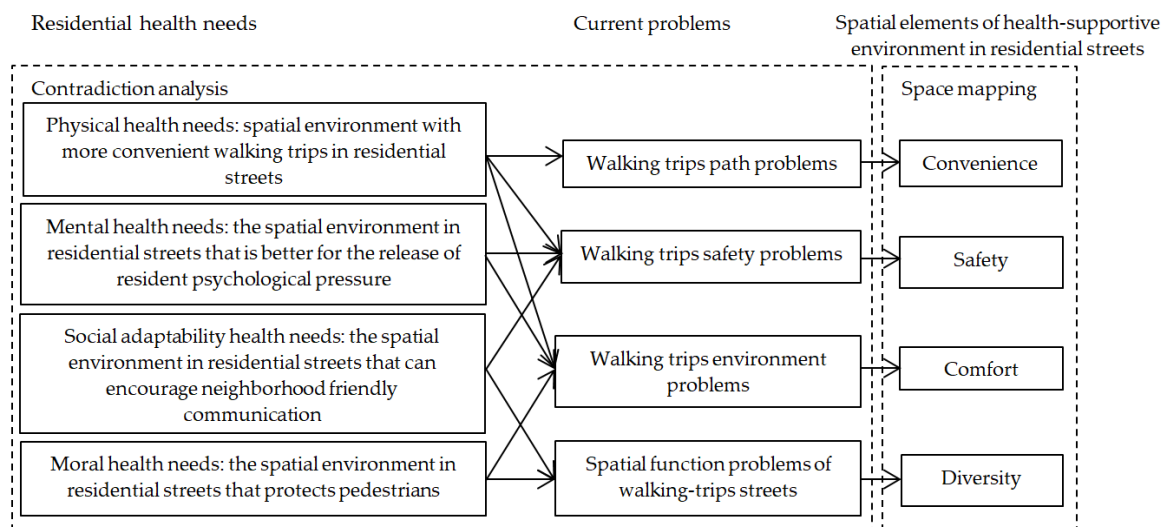 Residential health needs
Current problems
Spatial elements of health-supportive
environment in residential streets
Contradiction analysis
Space mapping
Physical health needs: spatial environment with
more convenient walking trips in residential
streets
Walking trips path problems
Convenience
Mental health needs: the spatial environment in
residential streets that is better for the release of
resident psychological pressure
Walking trips safety problems
Safety
Social adaptability health needs: the spatial
environment in residential streets that can
encourage neighborhood friendly
communication
Walking trips environment
problems
Comfort
Moral health needs: the spatial environment in
residential streets that protects pedestrians
Spatial function problems of
walking-trips streets
Diversity